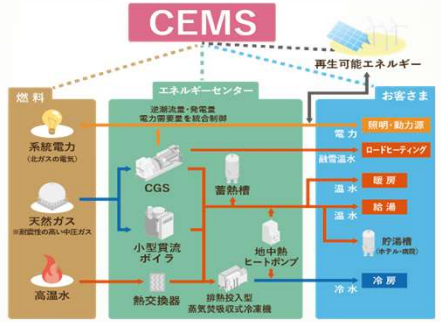 CEMS
再生可能エネルギー
燃料
エネルギーセンター
お客さま
逆潮流量・発電量
電力需要量を統合制御
系統電力
(北ガスの電気)
電力
照明・動力源
CGS
融雪温水
ロードヒーティング
蓄熱槽
温水
暖房
天然ガス
※耐震性の高い中圧ガス
温水
給湯
小型貫流
ボイラ
地中熱
ヒートポンプ
貯湯槽
(ホテル・病院)
高温水
熱交換器
排熱投入型
蒸気焚吸収式冷凍機
冷水
冷房